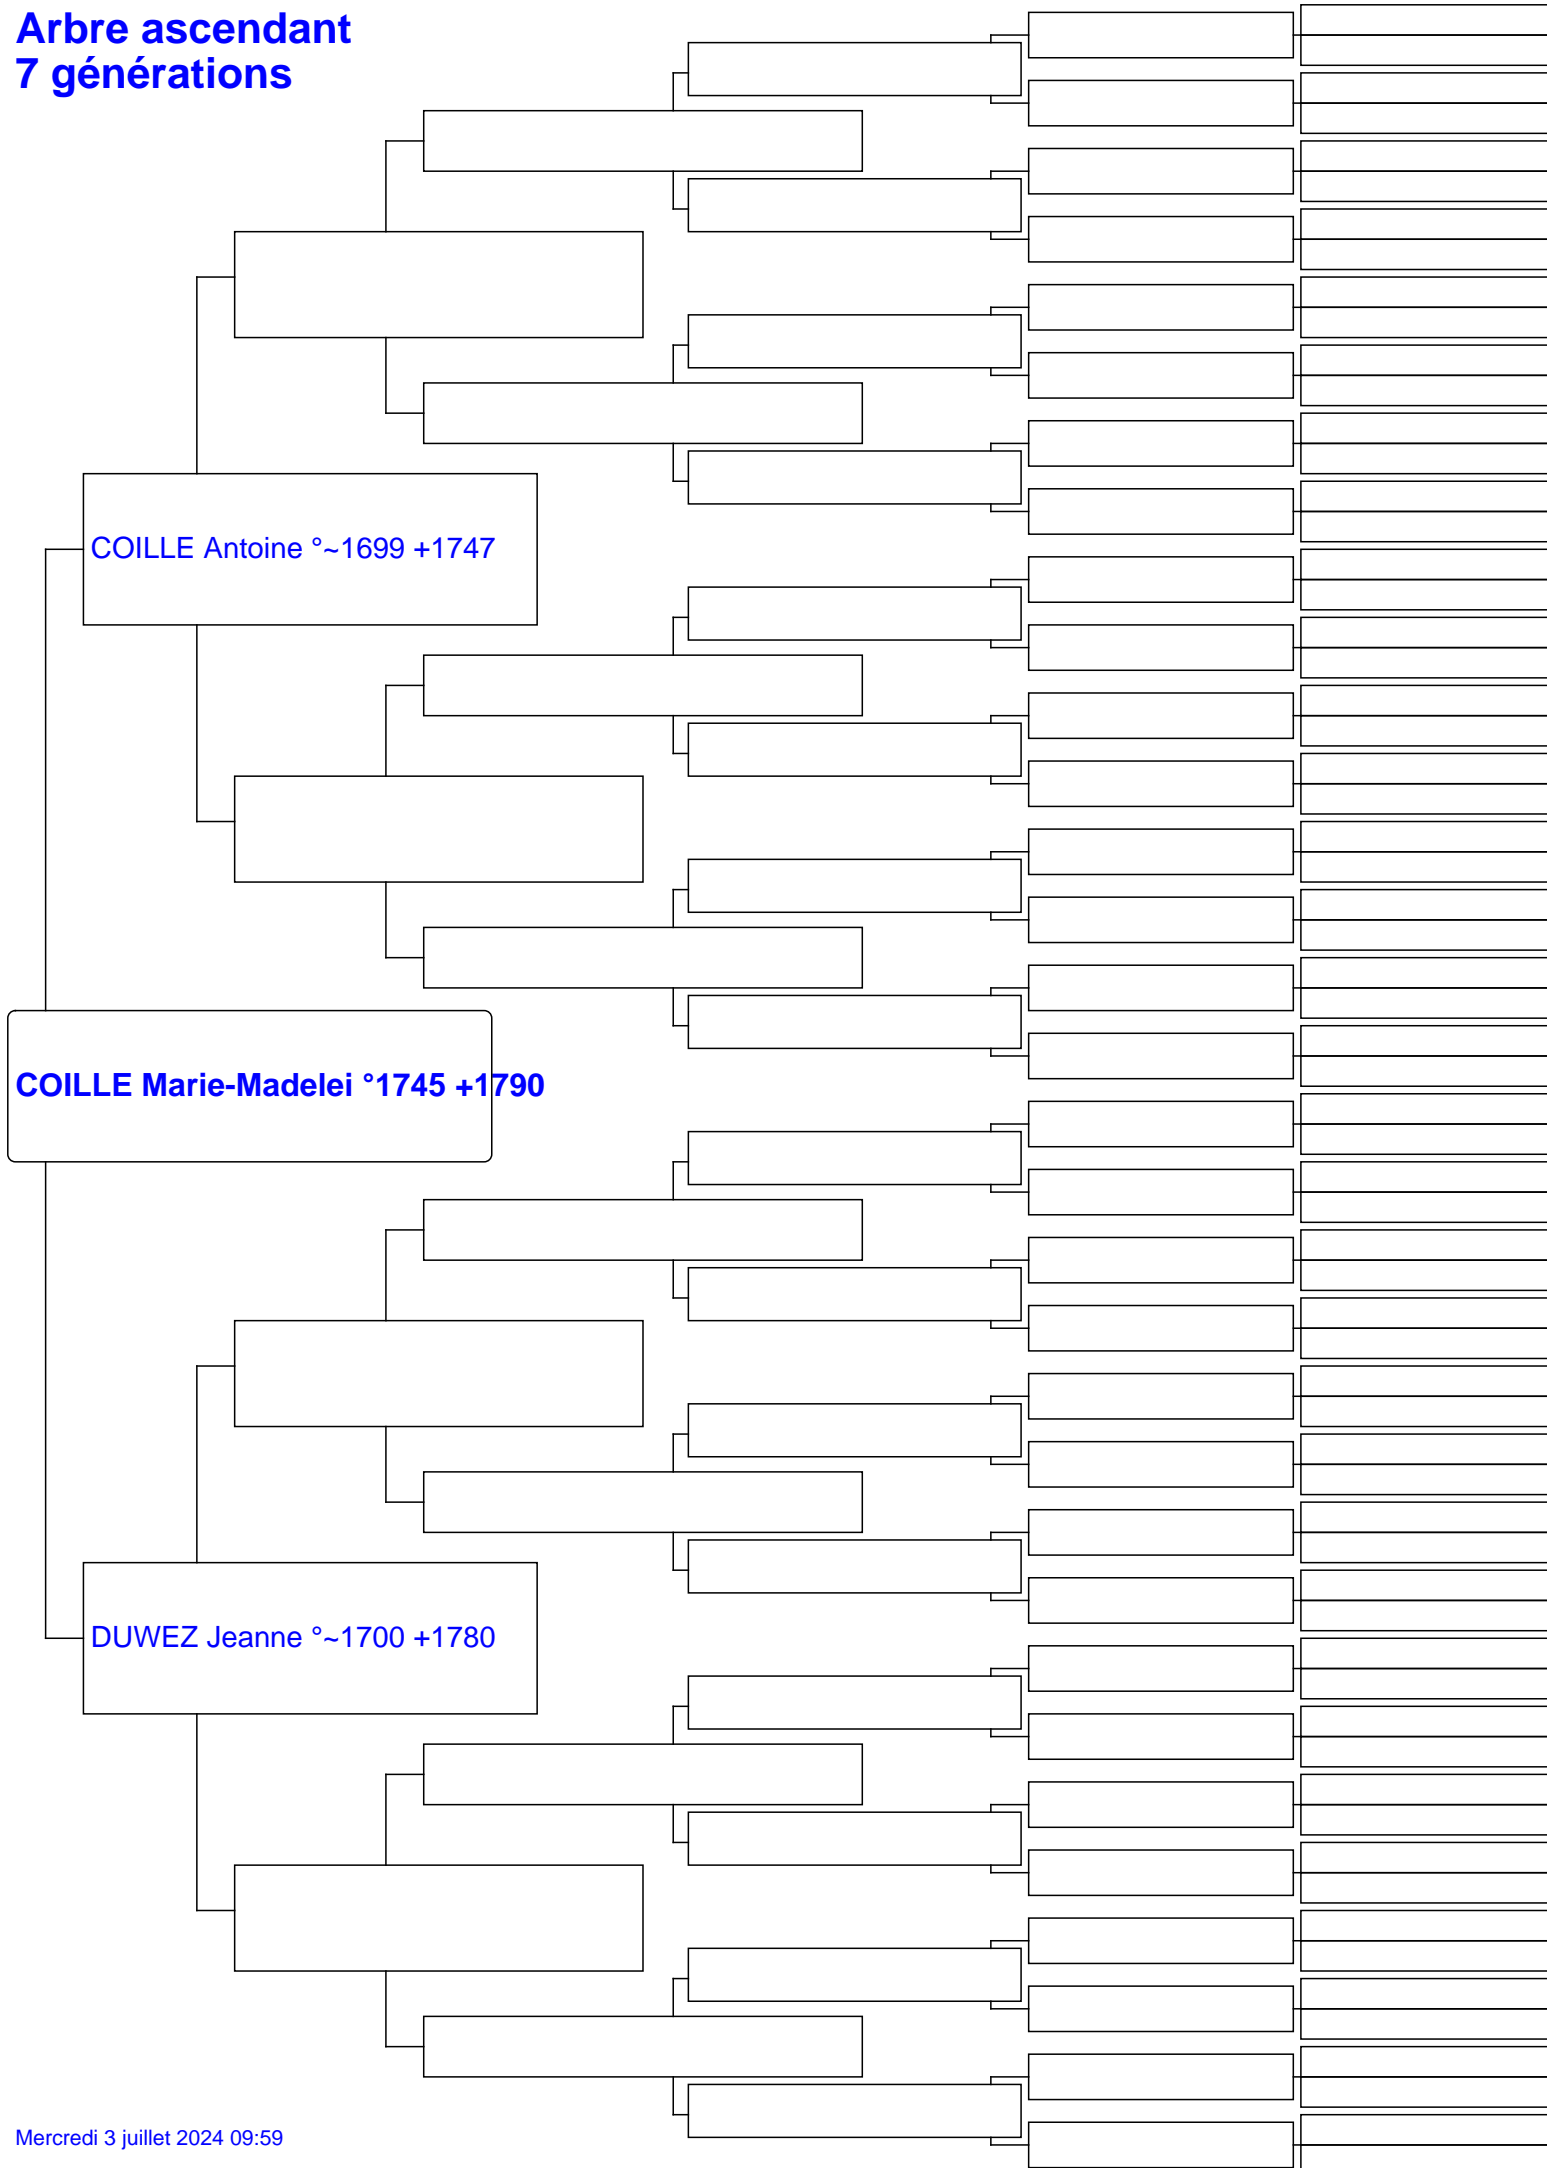 Arbre ascendant
7 générations
COILLE Antoine °~1699 +1747
COILLE Marie-Madelei °1745 +1790
DUWEZ Jeanne °~1700 +1780
Mercredi 3 juillet 2024 09:59